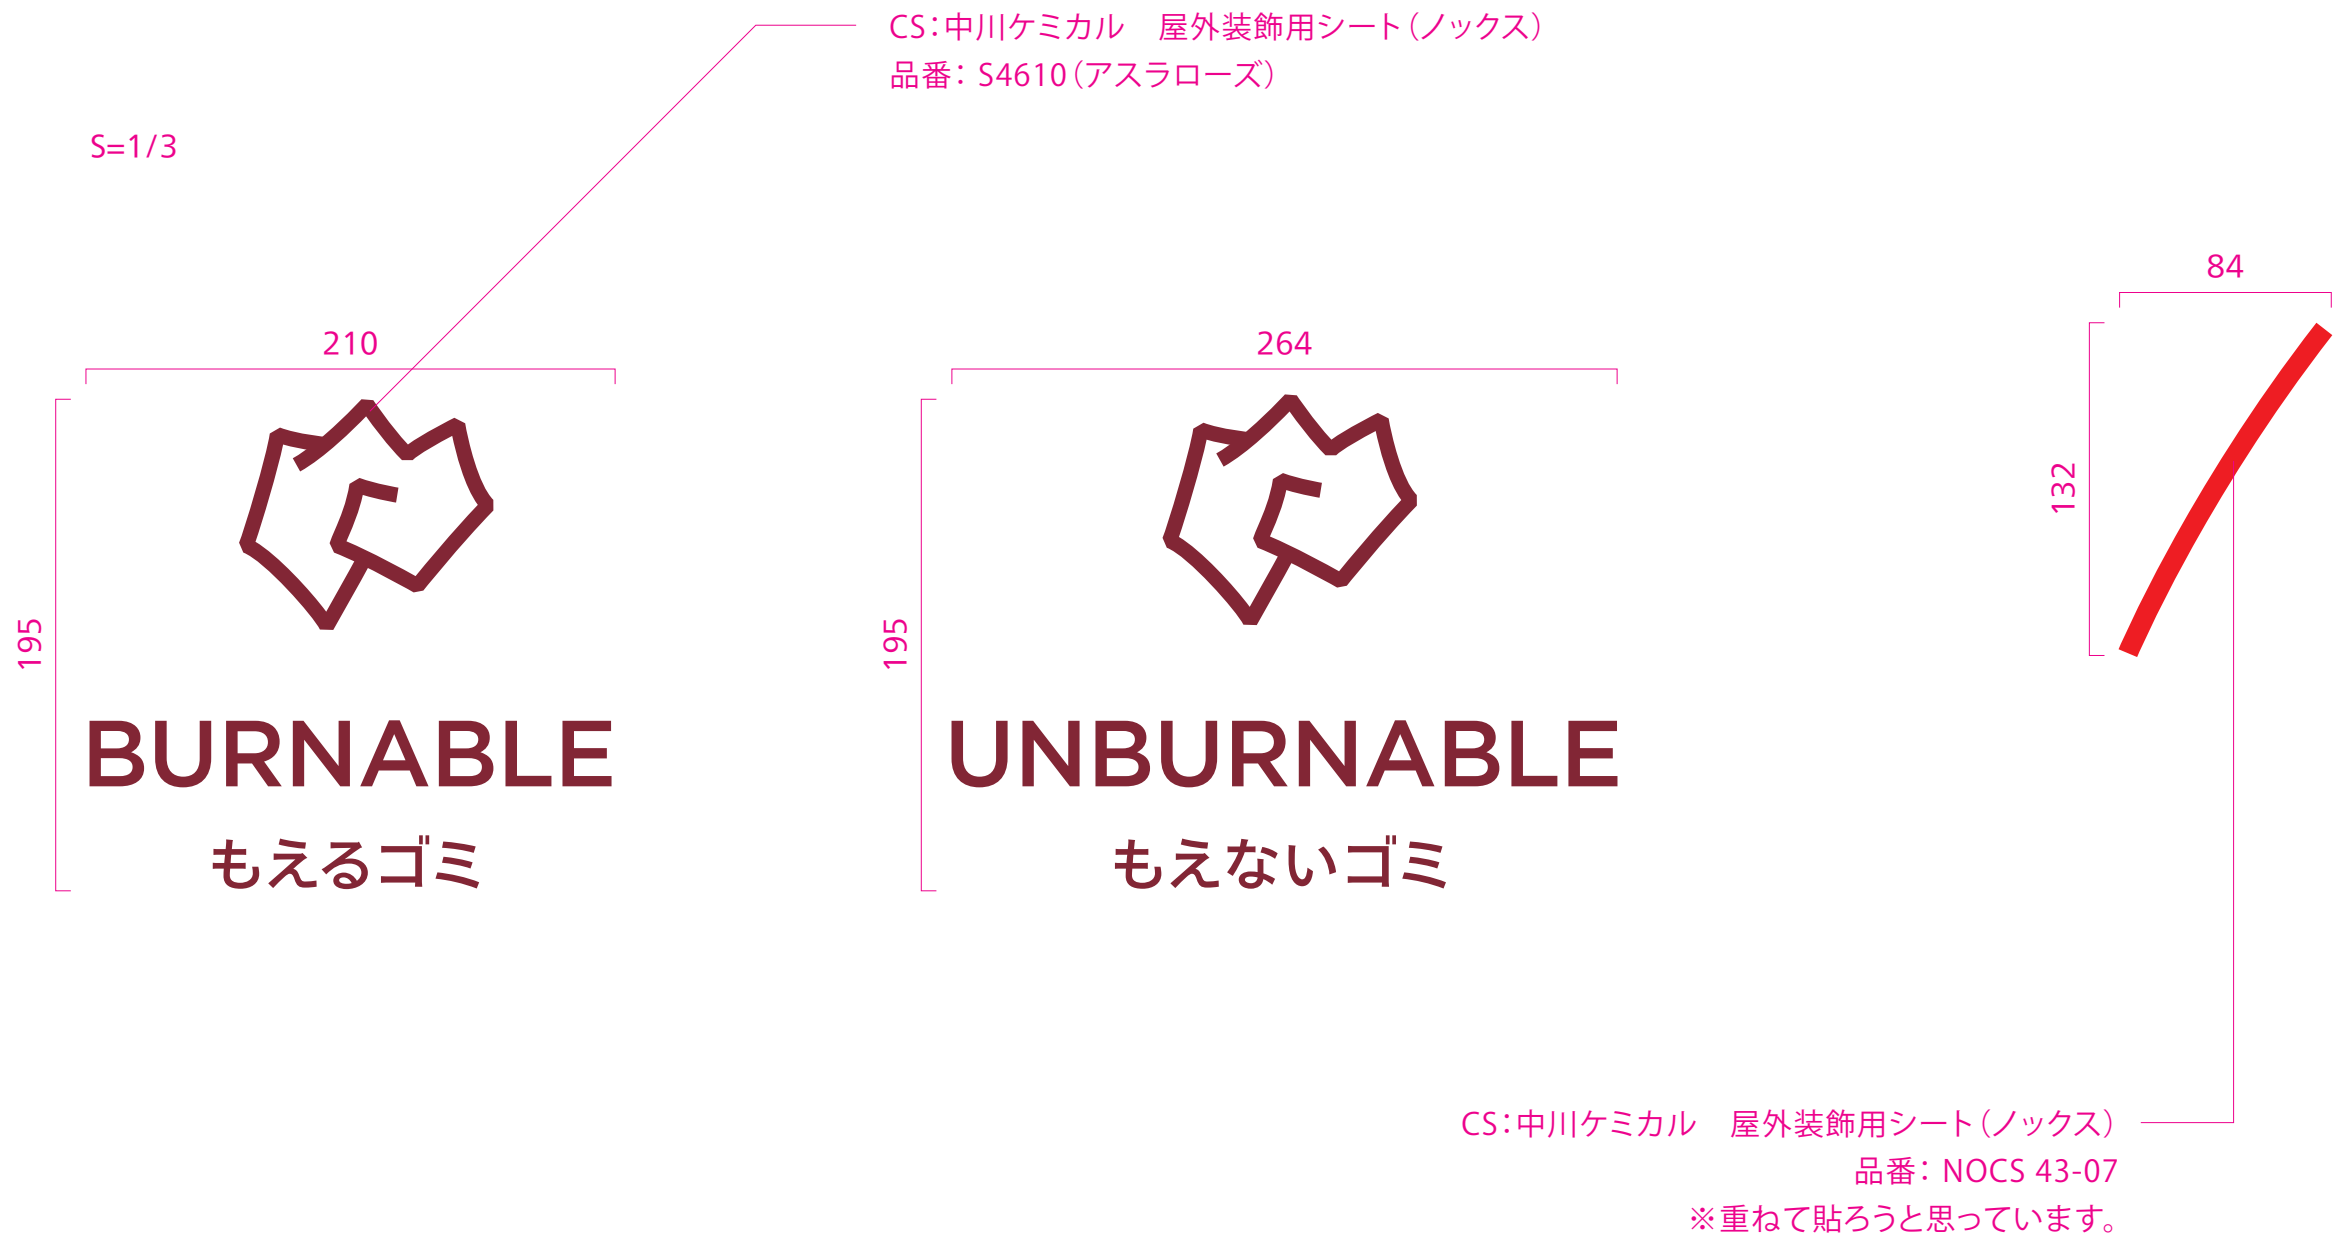 CS：中川ケミカル　屋外装飾用シート（ノックス）
品番： S4610（アスラローズ）
S=1/3
210
195
BURNABLE
もえるゴミ
264
195
UNBURNABLE
もえないゴミ
84
132
CS：中川ケミカル　屋外装飾用シート（ノックス）
品番： NOCS 43-07
※重ねて貼ろうと思っています。